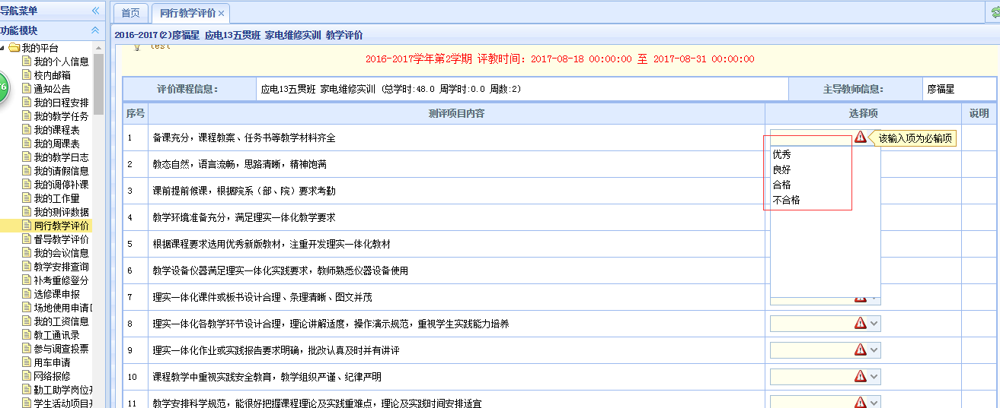 导航菜单
首页
同行教学评价
功能模块
2016-2017(2)廖福星 应电13五贯班 家电维修实训 教学评价
我的平台
我的个人信息
校内邮箱
通知公告
我的日程安排
我的教学任务
我的课程表
我的周课表
我的教学日志
我的请假信息
我的调停补课
我的工作量
我的测评数据
同行教学评价
督导教学评价
我的会议信息
教学安排查询
补考重修登分
选修课申报
场地使用申请
我的工资信息
教工通讯录
参与调查投票
用车申请
网络报修
勤工助学岗位
学生活动项目
test
2016-2017学年第2学期 评教时间：2017-08-18 00:00:00 至 2017-08-31 00:00:00
评价课程信息： 应电13五贯班 家电维修实训 (总学时:48.0 周学时:0.0 周数:2) 主导教师信息： 廖福星
序号 测评项目内容 选择项 说明
1 备课充分，课程教案、任务书等教学材料齐全
该输入项为必输项
优秀
良好
合格
不合格
2 教态自然，语言流畅，思路清晰，精神饱满
3 课前提前候课，根据院系（部、院）要求考勤
4 教学环境准备充分，满足理实一体化教学要求
5 根据课程要求选用优秀新版教材，注重开发理实一体化教材
6 教学设备仪器满足理实一体化实践要求，教师熟悉仪器设备使用
7 理实一体化课件或板书设计合理、条理清晰、图文并茂
8 理实一体化各教学环节设计合理，理论讲解适度，操作演示规范，重视学生实践能力培养
9 理实一体化作业或实践报告要求明确，批改认真及时并有讲评
10 课程教学中重视实践安全教育，教学组织严谨、纪律严明
11 教学安排科学规范，能很好把握课程理论及实践重难点，理论及实践时间安排适宜